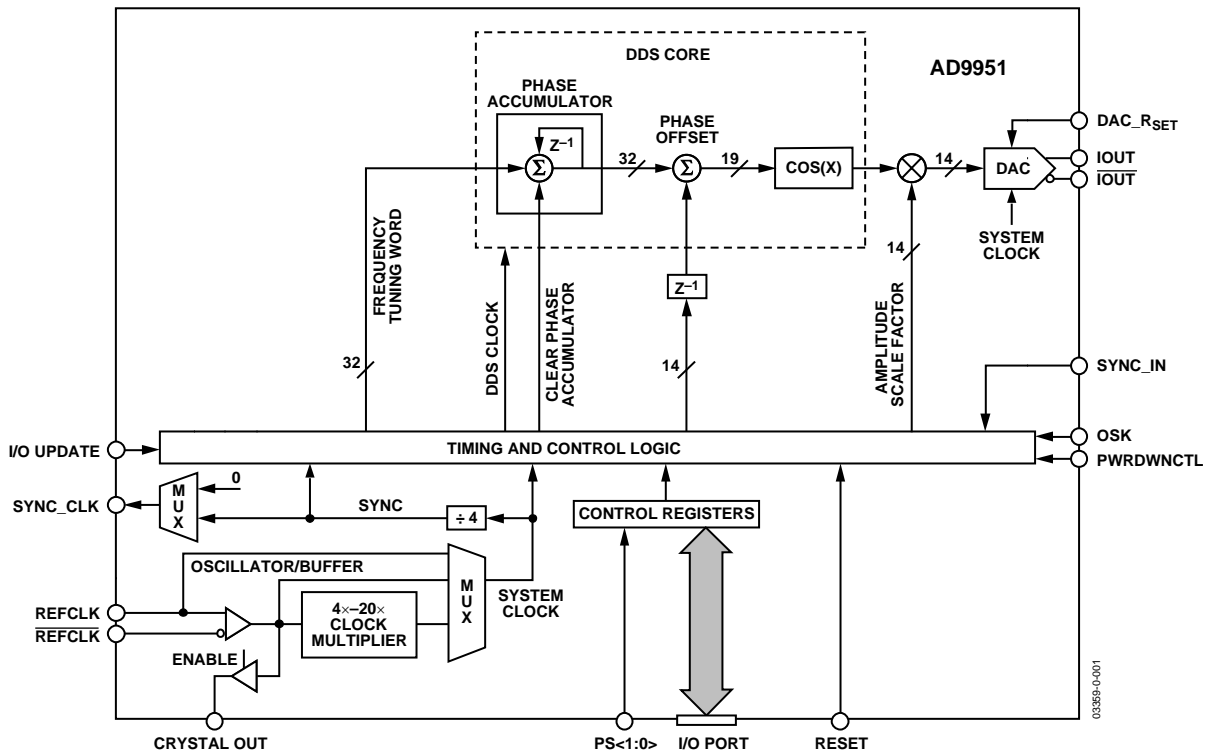 DDS CORE
AD9951
PHASE
ACCUMULATOR
PHASE
OFFSET
DAC_RSET
Z–1
IOUT
IOUT
Σ
32
Σ
19
COS(X)
14
DAC
SYSTEM
CLOCK
FREQUENCY
TUNING WORD
DDS CLOCK
CLEAR PHASE
ACCUMULATOR
Z–1
AMPLITUDE
SCALE FACTOR
14
32
14
SYNC_IN
I/O UPDATE
TIMING AND CONTROL LOGIC
OSK
PWRDWNCTL
0
SYNC_CLK
MUX
SYNC
÷ 4
CONTROL REGISTERS
OSCILLATOR/BUFFER
MUX
SYSTEM
CLOCK
REFCLK
REFCLK
4×–20×
CLOCK
MULTIPLIER
ENABLE
03359-0-001
CRYSTAL OUT
PS<1:0>
I/O PORT
RESET